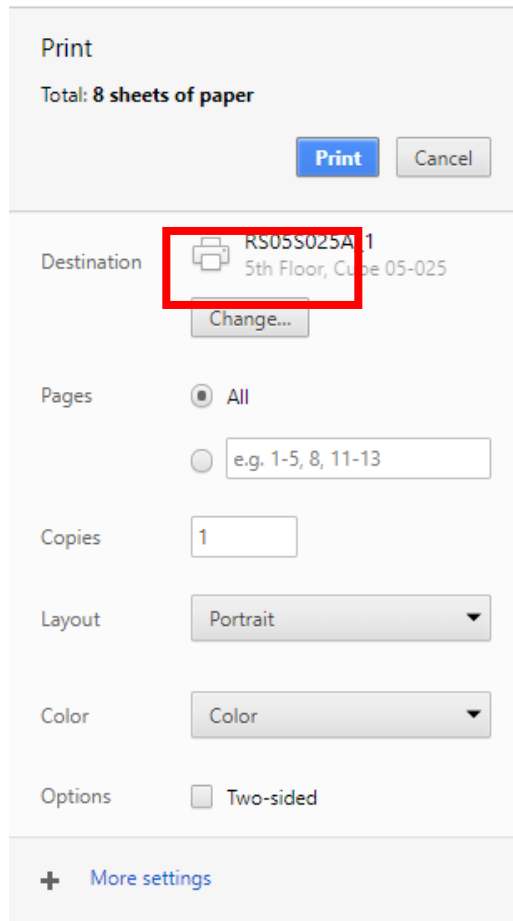 Print
Total: 8 sheets of paper
Print Cancel
Destination
RS05S025A_1
5th Floor, Cube 05-025
Change...
Pages
All
e.g. 1-5, 8, 11-13
Copies 1
Layout Portrait
Color Color
Options Two-sided
+ More settings